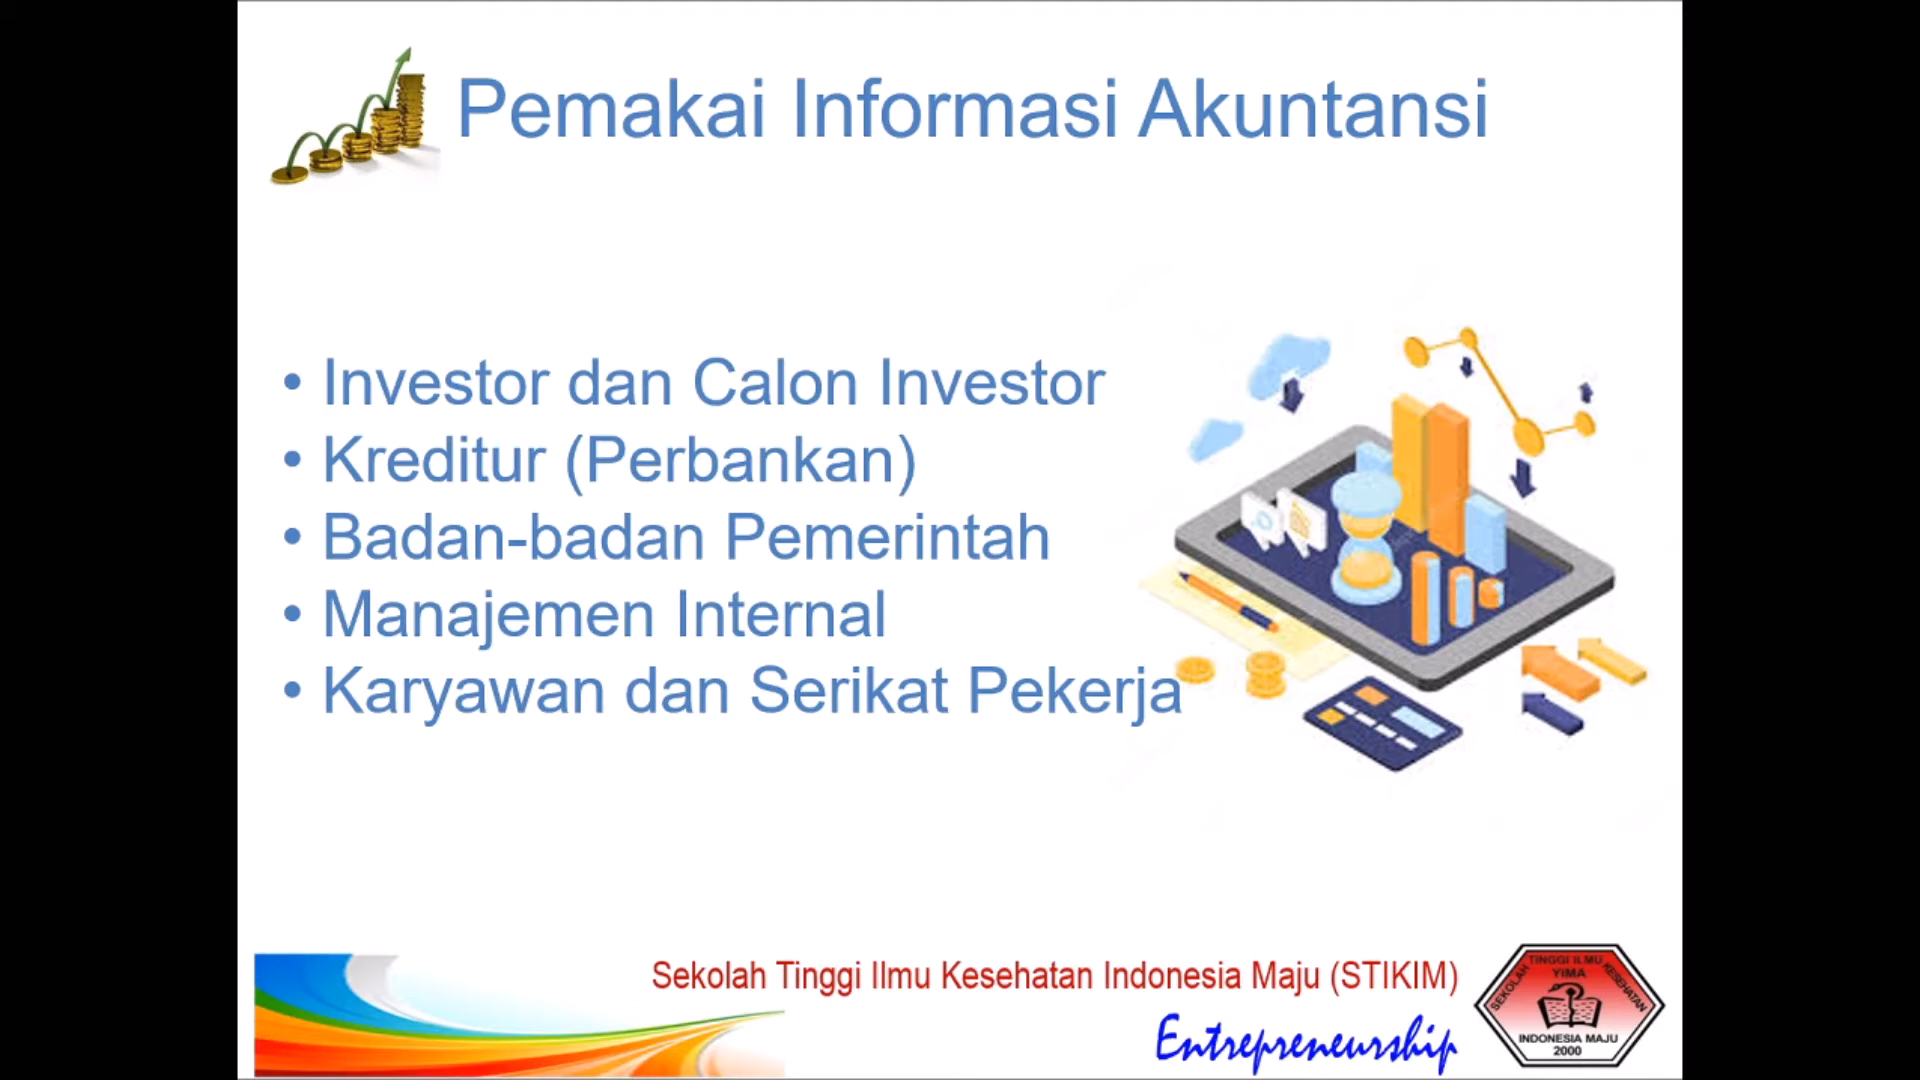 Pemakai Informasi Akuntansi
• Investor dan Calon Investor
• Kreditur (Perbankan)
• Badan-badan Pemerintah
• Manajemen Internal
• Karyawan dan Serikat Pekerja
Sekolah Tinggi Ilmu Kesehatan Indonesia Maju (STIKIM)
Entrepreneurship
SEKOLAH TINGGI ILMU KESEHATAN
YIMA
INDONESIA MAJU
2000